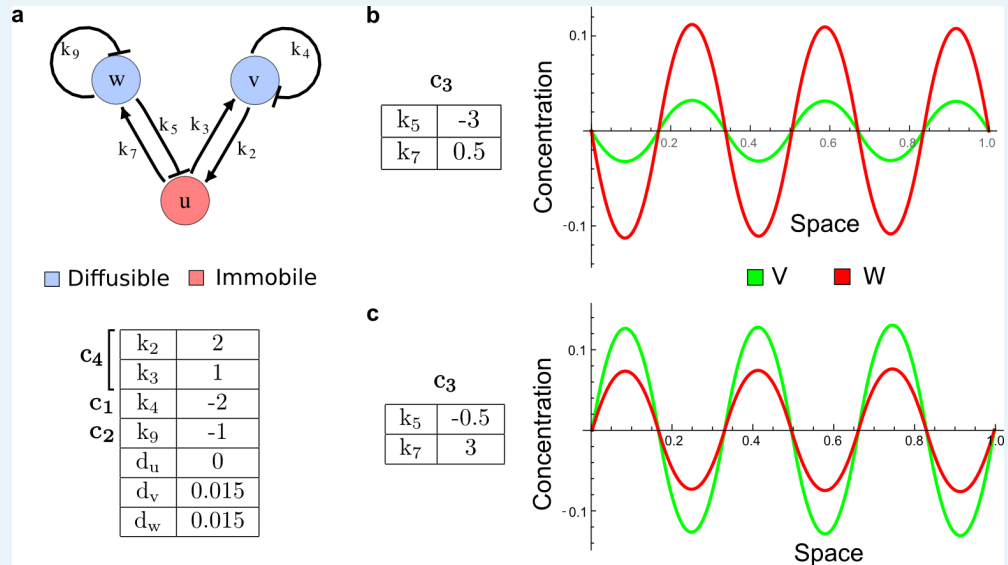 a
k9
w
v
k4
k5
k3
k7
k2
u
Diffusible
Immobile
c4
k2 2
k3 1
c1 k4 -2
c2 k9 -1
du 0
dv 0.015
dw 0.015
b
c3
k5 -3
k7 0.5
Concentration
0.1
-0.1
0.2 0.4 0.6 0.8 1.0
Space
V W
c
c3
k5 -0.5
k7 3
Concentration
0.1
-0.1
0.2 0.4 0.6 0.8 1.0
Space